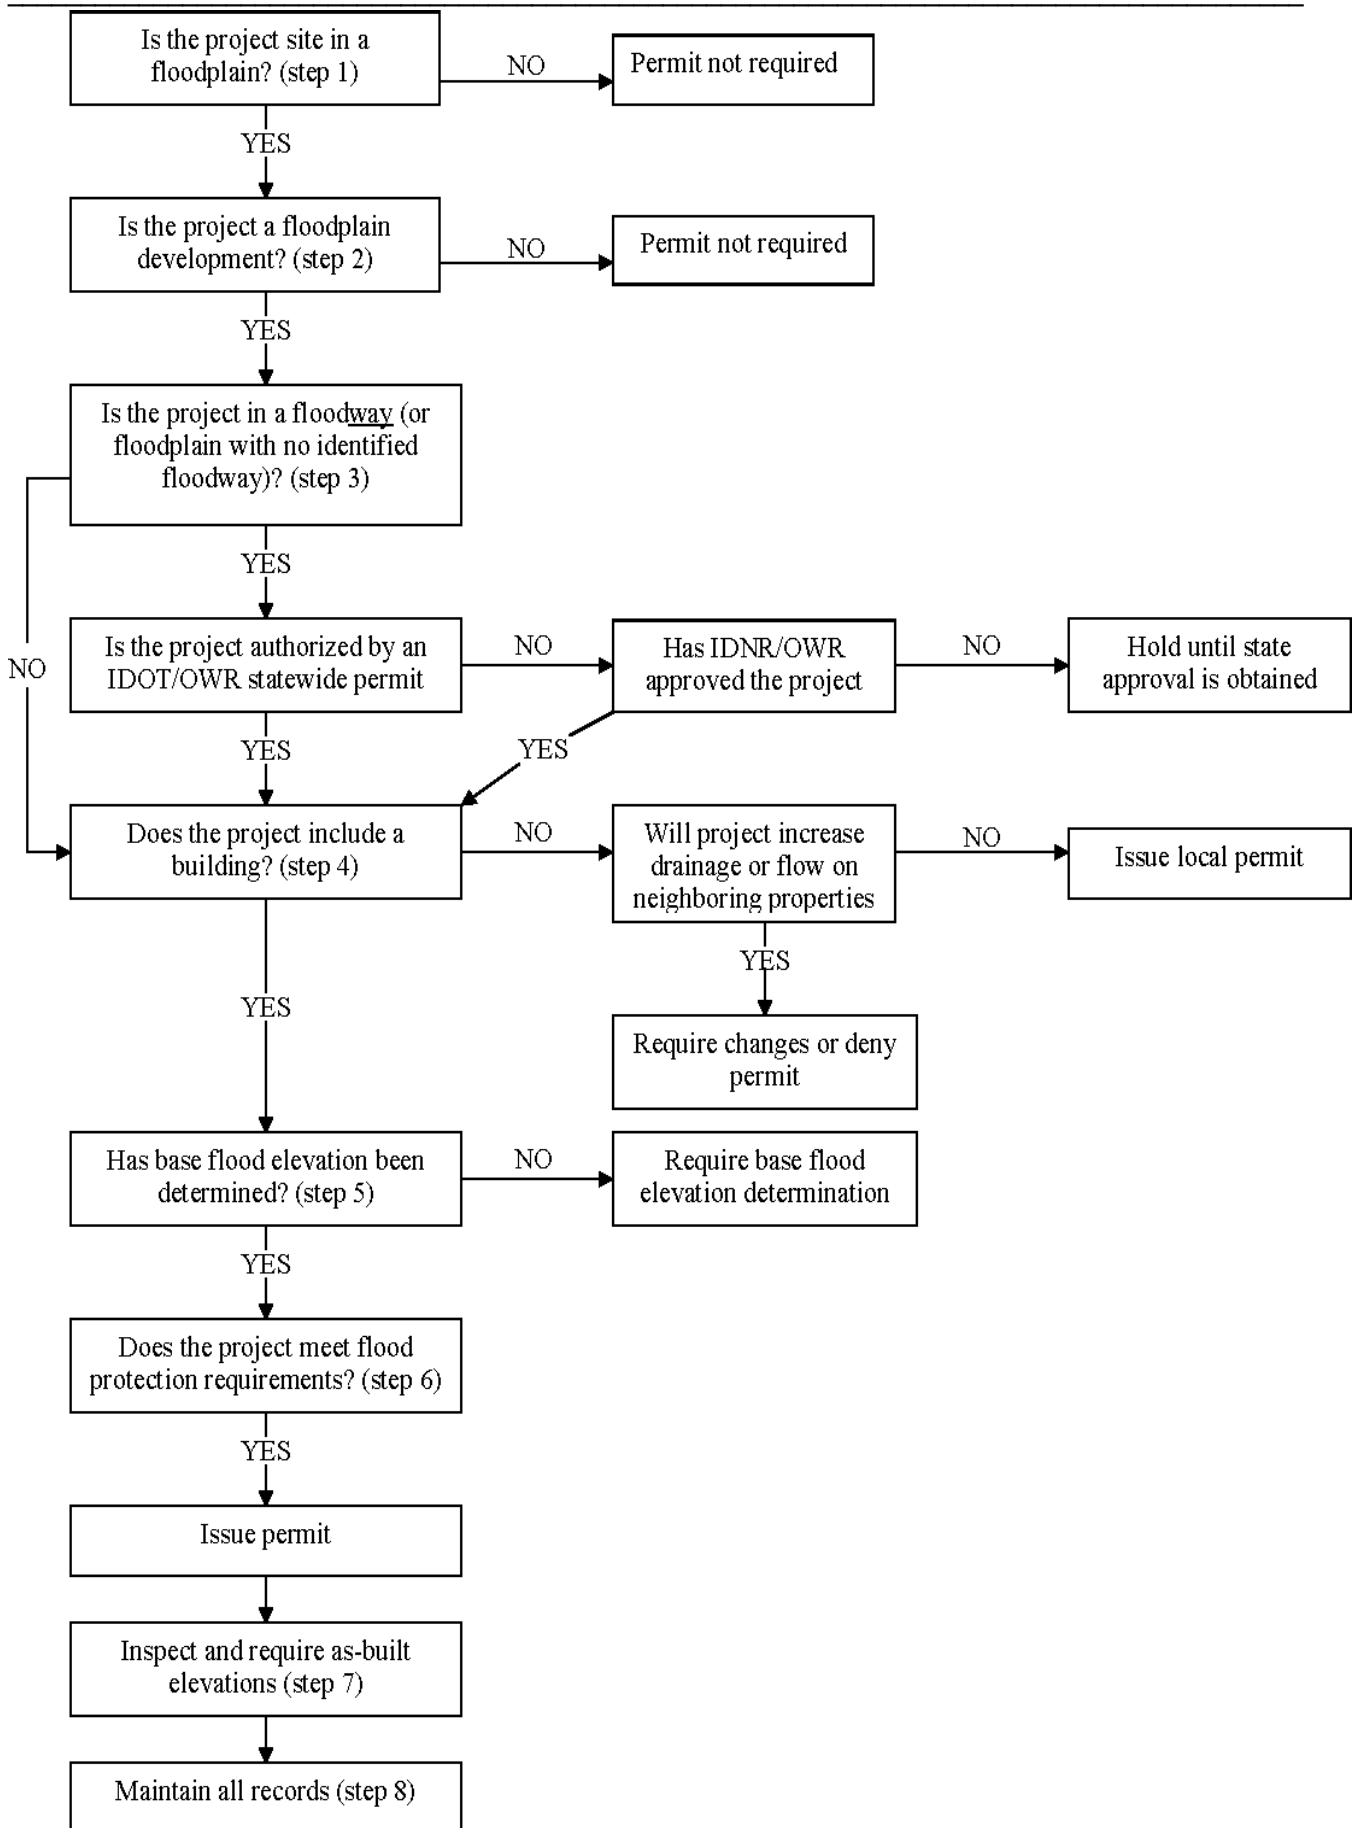 Is the project site in a
floodplain? (step 1)
NO
Permit not required
YES
Is the project a floodplain
development? (step 2)
NO
Permit not required
YES
Is the project in a floodway (or
floodplain with no identified
floodway)? (step 3)
YES
NO
Is the project authorized by an
IDOT/OWR statewide permit
NO
Has IDNR/OWR
approved the project
NO
Hold until state
approval is obtained
YES
YES
Does the project include a
building? (step 4)
NO
Will project increase
drainage or flow on
neighboring properties
NO
Issue local permit
YES
Require changes or deny
permit
YES
Has base flood elevation been
determined? (step 5)
NO
Require base flood
elevation determination
YES
Does the project meet flood
protection requirements? (step 6)
YES
Issue permit
Inspect and require as-built
elevations (step 7)
Maintain all records (step 8)